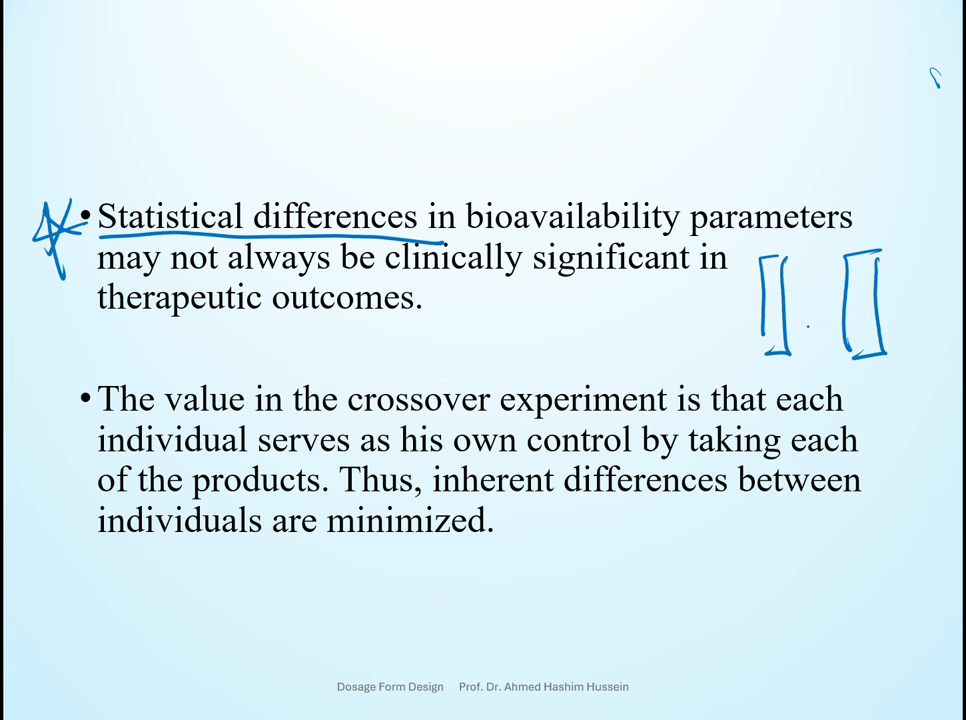 • Statistical differences in bioavailability parameters
may not always be clinically significant in
therapeutic outcomes.
• The value in the crossover experiment is that each
individual serves as his own control by taking each
of the products. Thus, inherent differences between
individuals are minimized.
Dosage Form Design Prof. Dr. Ahmed Hashim Hussein